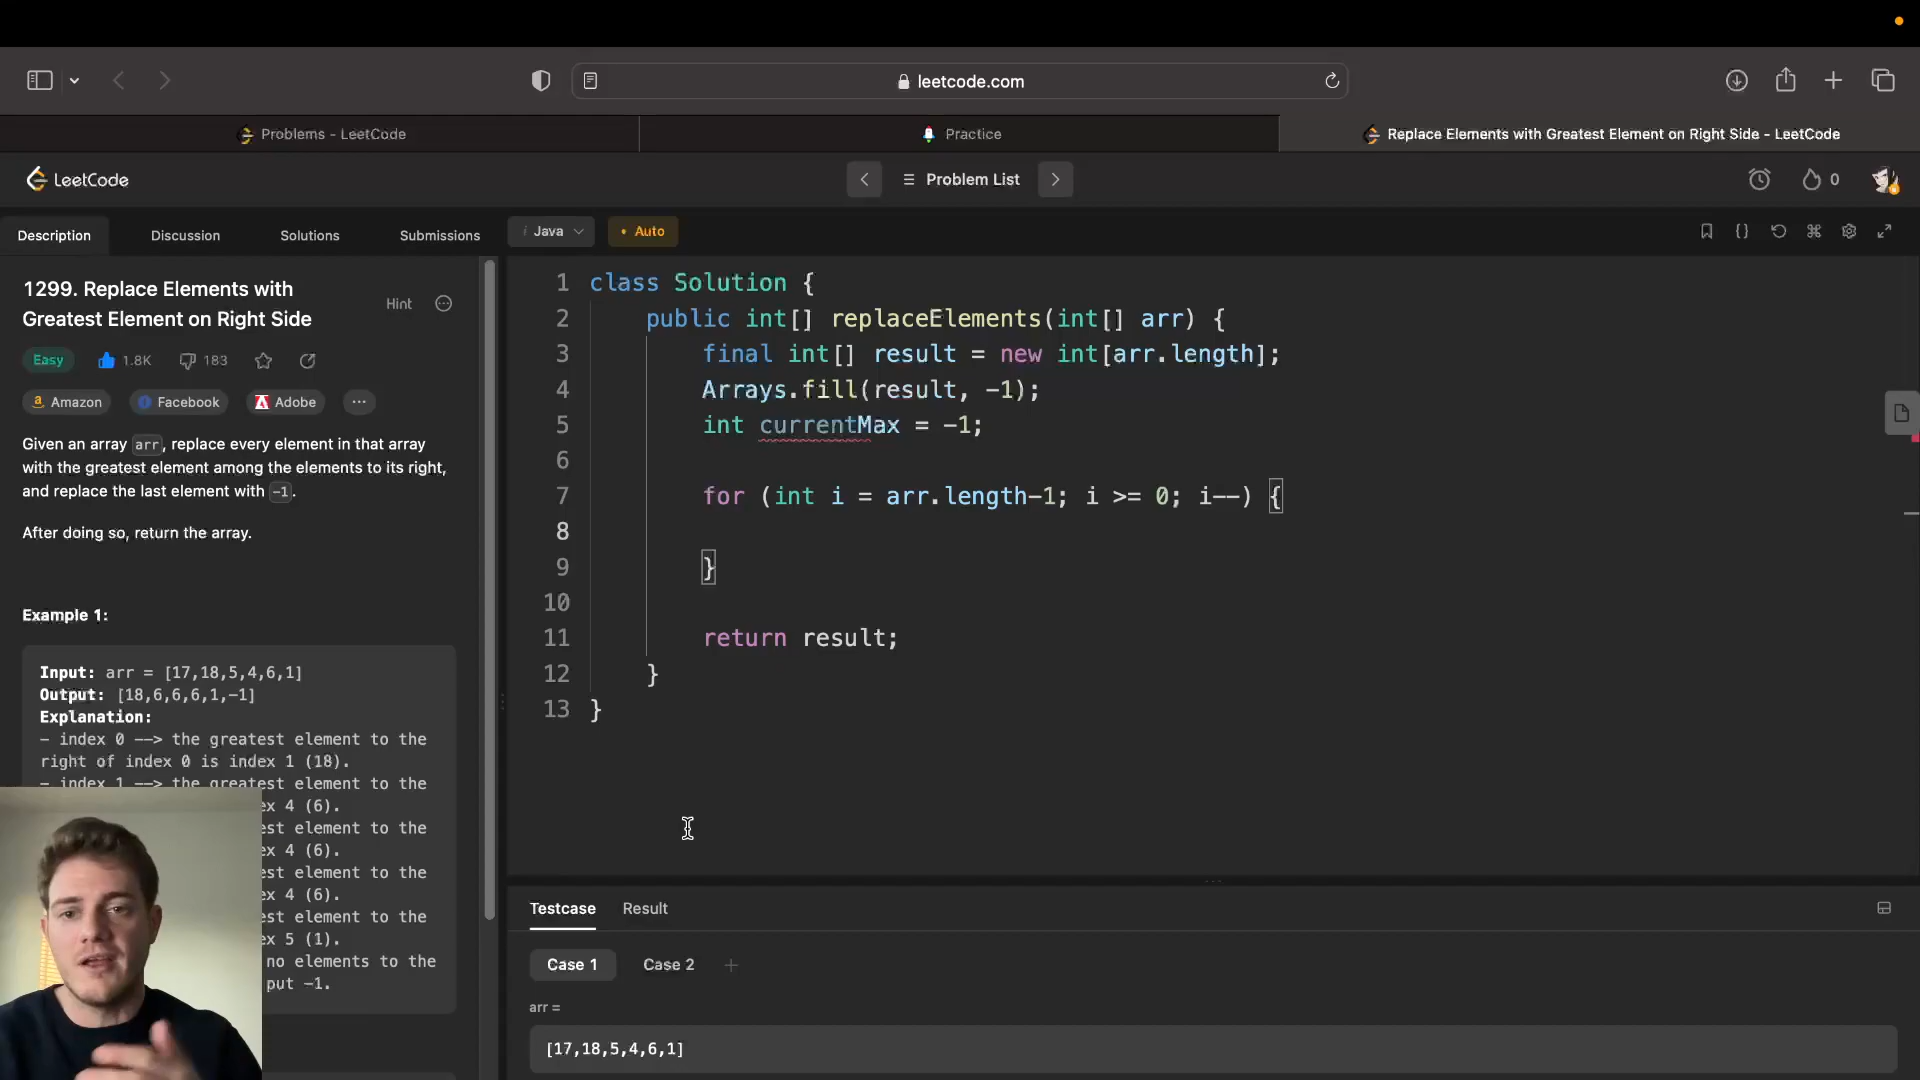 leetcode.com
Problems - LeetCode
Practice
Replace Elements with Greatest Element on Right Side - LeetCode
LeetCode
Problem List
0
Description
Discussion
Solutions
Submissions
i Java
• Auto
1299. Replace Elements with
Greatest Element on Right Side
Hint
Easy
1.8K
183
Amazon
Facebook
Adobe
Given an array arr, replace every element in that array
with the greatest element among the elements to its right,
and replace the last element with -1.
After doing so, return the array.
Example 1:
Input: arr = [17,18,5,4,6,1]
Output: [18,6,6,6,1,-1]
Explanation:
- index 0 --> the greatest element to the
right of index 0 is index 1 (18).
- index 1 --> the greatest element to the
ex 4 (6).
est element to the
ex 4 (6).
est element to the
ex 4 (6).
est element to the
ex 5 (1).
no elements to the
put -1.
1 class Solution {
2 public int[] replaceElements(int[] arr) {
3 final int[] result = new int[arr.length];
4 Arrays.fill(result, -1);
5 int currentMax = -1;
6
7 for (int i = arr.length-1; i >= 0; i--) {
8
9 }
10
11 return result;
12 }
13 }
Testcase
Result
Case 1
Case 2
arr =
[17,18,5,4,6,1]